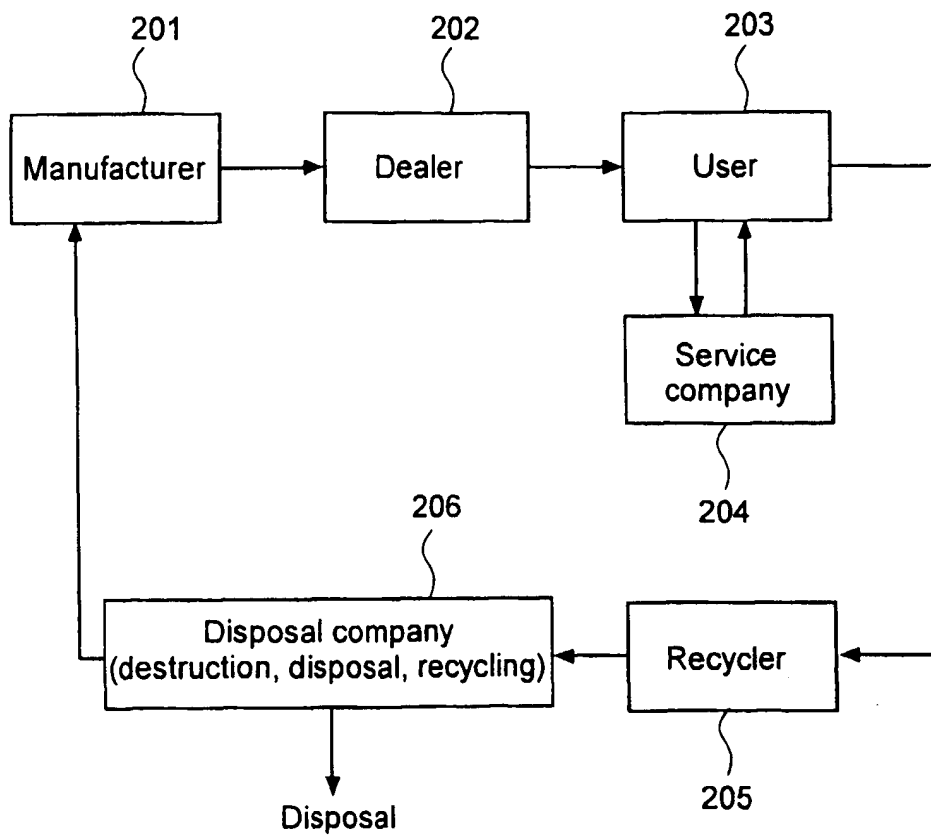 201
202
203
Manufacturer
Dealer
User
Service
company
204
206
Disposal company
(destruction, disposal, recycling)
Recycler
205
Disposal